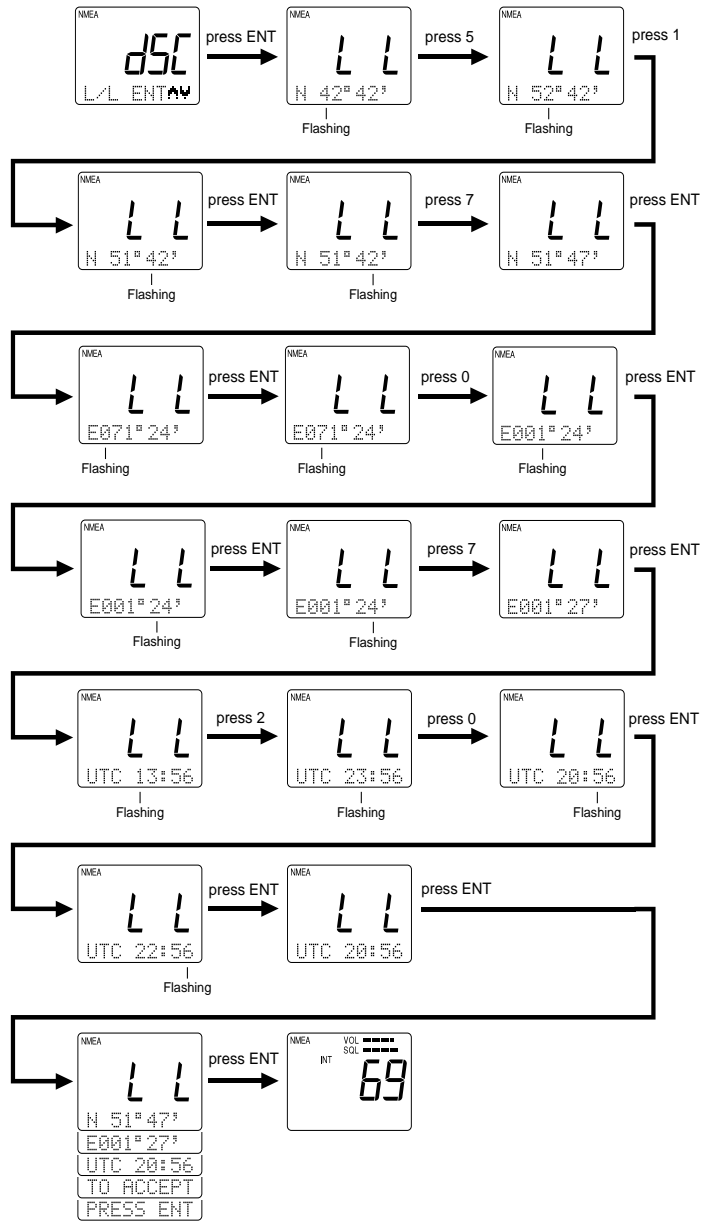 NMEA
dSC
L/L ENT
press ENT
NMEA
L L
N 42°42'
Flashing
press 5
NMEA
L L
N 52°42'
Flashing
press 1
NMEA
L L
N 51°42'
Flashing
press ENT
NMEA
L L
N 51°42'
Flashing
press 7
NMEA
L L
N 51°47'
press ENT
NMEA
L L
E071°24'
Flashing
press ENT
NMEA
L L
E071°24'
Flashing
press 0
NMEA
L L
E001°24'
Flashing
press ENT
NMEA
L L
E001°24'
Flashing
press ENT
NMEA
L L
E001°24'
Flashing
press 7
NMEA
L L
E001°27'
press ENT
NMEA
L L
UTC 13:56
Flashing
press 2
NMEA
L L
UTC 23:56
Flashing
press 0
NMEA
L L
UTC 20:56
Flashing
press ENT
NMEA
L L
UTC 22:56
Flashing
press ENT
NMEA
L L
UTC 20:56
press ENT
NMEA
L L
N 51°47'
E001°27'
UTC 20:56
TO ACCEPT
PRESS ENT
press ENT
NMEA
VOL
SQL
INT
69